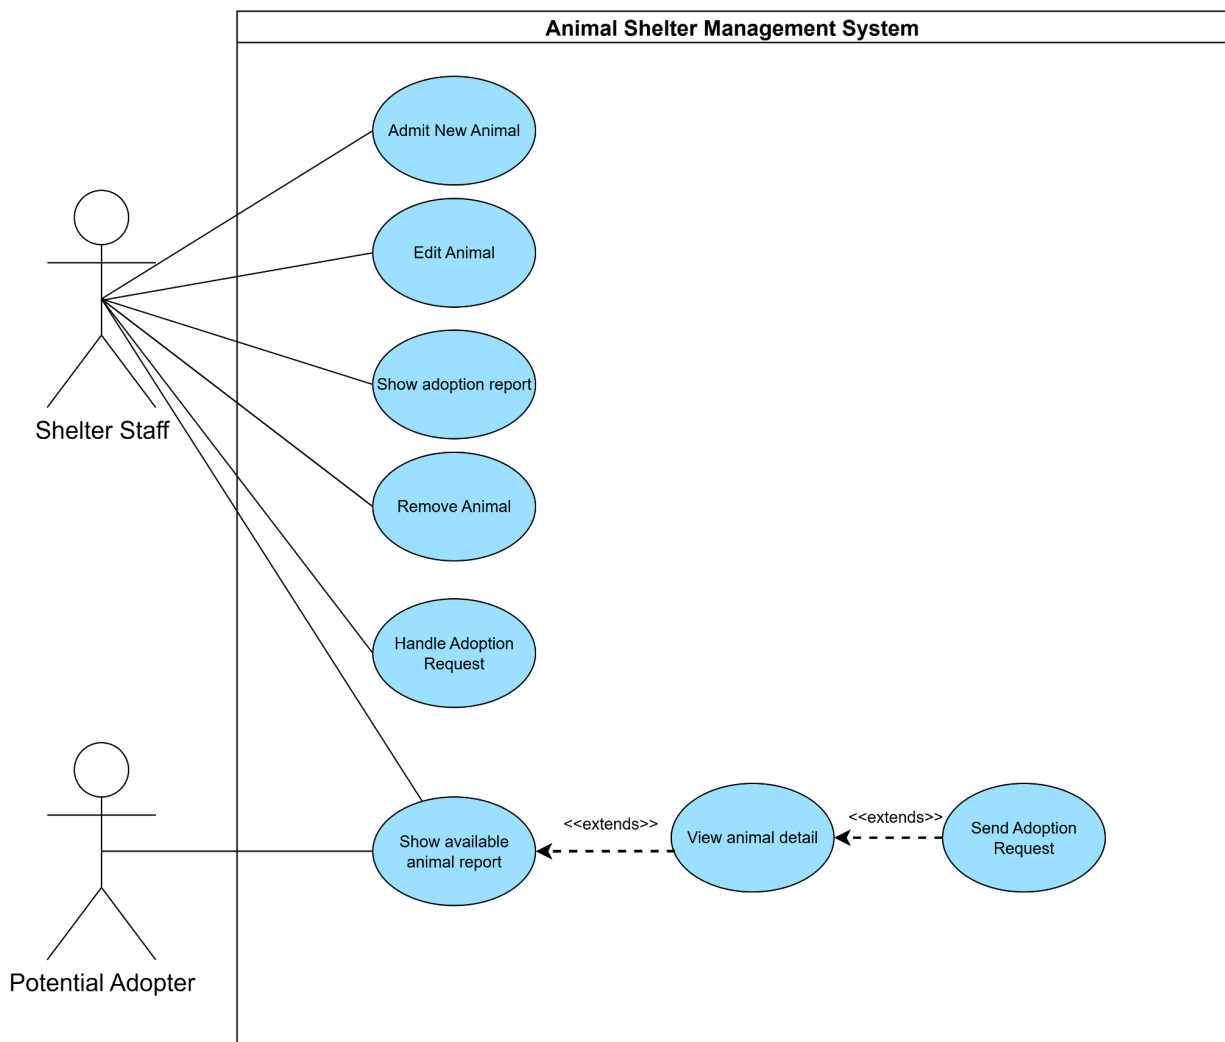 Animal Shelter Management System
Admit New Animal
Edit Animal
Show adoption report
Shelter Staff
Remove Animal
Handle Adoption
Request
Show available
animal report
<<extends>>
View animal detail
<<extends>>
Send Adoption
Request
Potential Adopter